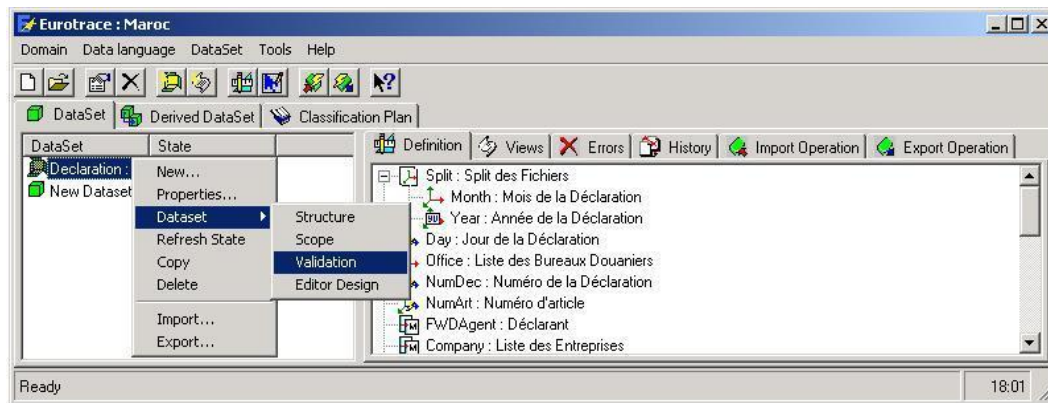 Eurotrace : Maroc
Domain Data language DataSet Tools Help
DataSet Derived DataSet Classification Plan
DataSet State
Declaration :
New Dataset
New...
Properties...
Dataset
Refresh State
Copy
Delete
Import...
Export...
Structure
Scope
Validation
Editor Design
Definition Views Errors History Import Operation Export Operation
Split : Split des Fichiers
Month : Mois de la Déclaration
Year : Année de la Déclaration
Day : Jour de la Déclaration
Office : Liste des Bureaux Douaniers
NumDec : Numéro de la Déclaration
NumArt : Numéro d'article
FWDAgent : Déclarant
Company : Liste des Entreprises
Ready 18:01